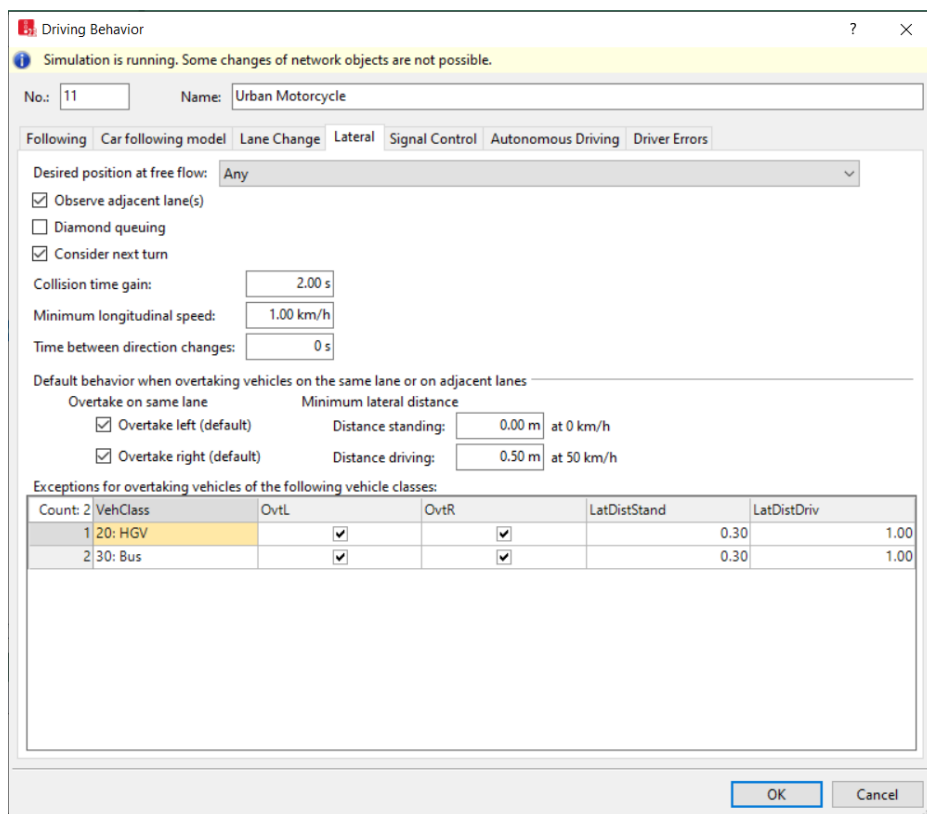 Driving Behavior
Simulation is running. Some changes of network objects are not possible.
No.: 11 Name: Urban Motorcycle
Following Car following model Lane Change Lateral Signal Control Autonomous Driving Driver Errors
Desired position at free flow: Any
Observe adjacent lane(s)
Diamond queuing
Consider next turn
Collision time gain: 2.00 s
Minimum longitudinal speed: 1.00 km/h
Time between direction changes: 0 s
Default behavior when overtaking vehicles on the same lane or on adjacent lanes
Overtake on same lane Minimum lateral distance
Overtake left (default) Distance standing: 0.00 m at 0 km/h
Overtake right (default) Distance driving: 0.50 m at 50 km/h
Exceptions for overtaking vehicles of the following vehicle classes:
Count: 2 VehClass OvtL OvtR LatDistStand LatDistDriv
1 20: HGV 0.30 1.00
2 30: Bus 0.30 1.00
OK Cancel